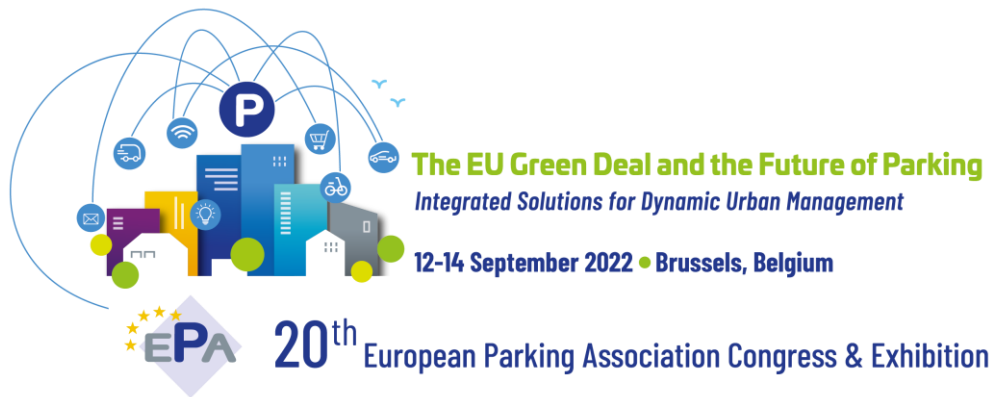 P
The EU Green Deal and the Future of Parking
Integrated Solutions for Dynamic Urban Management
12-14 September 2022 • Brussels, Belgium
EPA
20th European Parking Association Congress & Exhibition